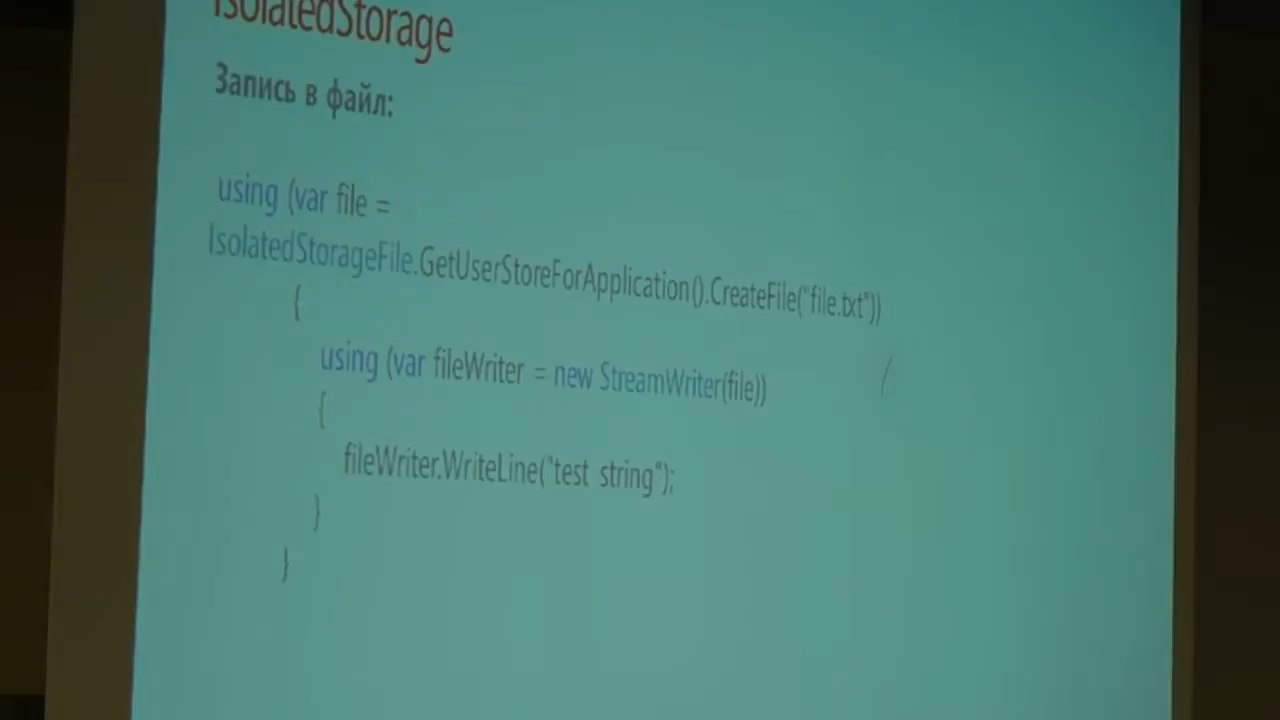 IsolatedStorage
Запись в файл:
using (var file =
IsolatedStorageFile.GetUserStoreForApplication().CreateFile("file.txt"))
{
using (var fileWriter = new StreamWriter(file))
{
fileWriter.WriteLine("test string");
}
}